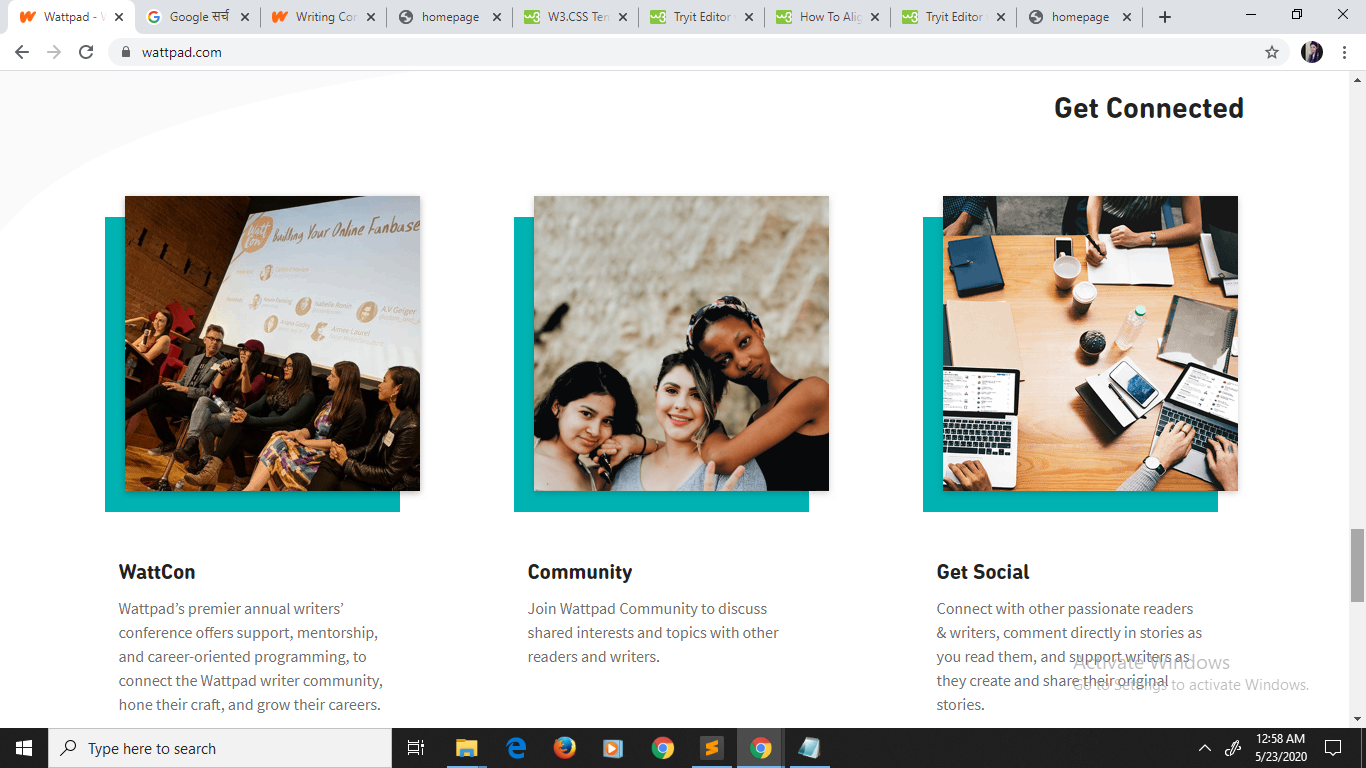 Wattpad - W
Google सर्च
Writing Con
homepage
W3.CSS Tem
Tryit Editor
How To Alig
Tryit Editor
homepage
wattpad.com
Get Connected
Watt Con
building Your Online Fanbase
Isabelle Ronin
A.V Geiger
Aimee Laurel
WattCon
Wattpad’s premier annual writers’
conference offers support, mentorship,
and career-oriented programming, to
connect the Wattpad writer community,
hone their craft, and grow their careers.
Community
Join Wattpad Community to discuss
shared interests and topics with other
readers and writers.
Get Social
Connect with other passionate readers
& writers, comment directly in stories as
you read them, and support writers as
they create and share their original
stories.
Activate Windows
Go to Settings to activate Windows.
Type here to search
12:58 AM
5/23/2020